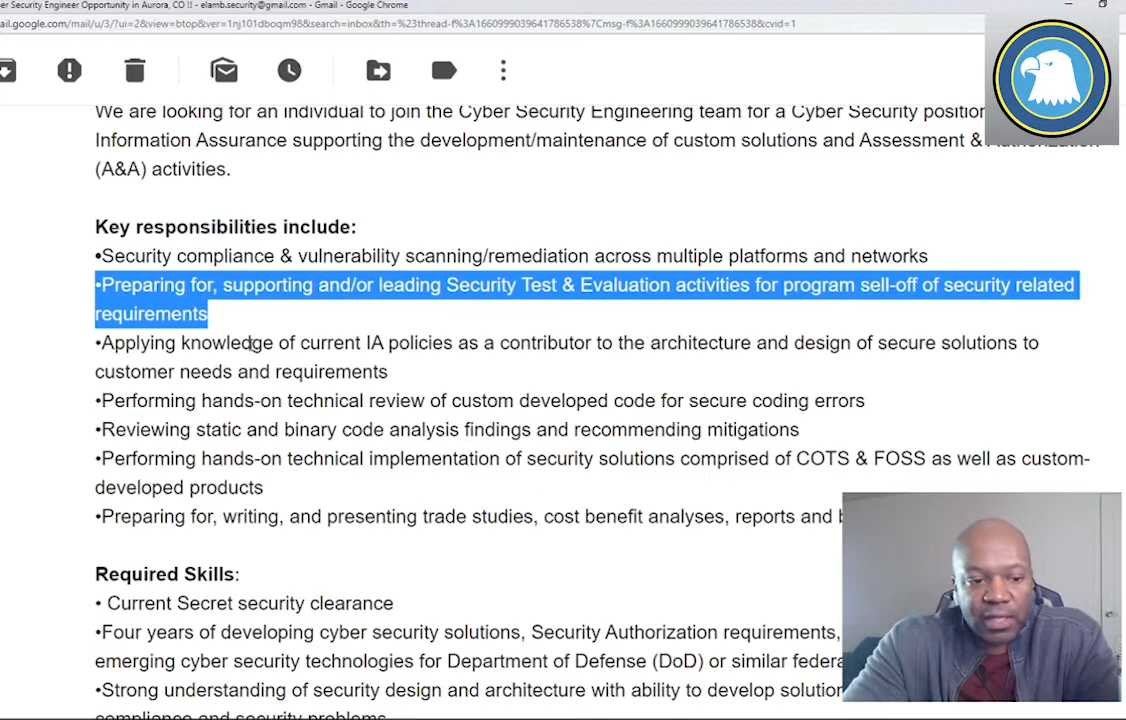 er Security Engineer Opportunity in Aurora, CO !! - elamb.security@gmail.com - Gmail - Google Chrome
ail.google.com/mail/u/3/?ui=2&view=btop&ver=1nj101dboqm98&search=inbox&th=%23thread-f%3A1660999039641786538%7Cmsg-f%3A1660999039641786538&cvid=1
We are looking for an individual to join the Cyber Security Engineering team for a Cyber Security position
Information Assurance supporting the development/maintenance of custom solutions and Assessment &
(A&A) activities.
Key responsibilities include:
•Security compliance & vulnerability scanning/remediation across multiple platforms and networks
•Preparing for, supporting and/or leading Security Test & Evaluation activities for program sell-off of security related
requirements
•Applying knowledge of current IA policies as a contributor to the architecture and design of secure solutions to
customer needs and requirements
•Performing hands-on technical review of custom developed code for secure coding errors
•Reviewing static and binary code analysis findings and recommending mitigations
•Performing hands-on technical implementation of security solutions comprised of COTS & FOSS as well as custom-
developed products
•Preparing for, writing, and presenting trade studies, cost benefit analyses, reports and
Required Skills:
• Current Secret security clearance
•Four years of developing cyber security solutions, Security Authorization requirements,
emerging cyber security technologies for Department of Defense (DoD) or similar federa
•Strong understanding of security design and architecture with ability to develop solution
compliance and security problems